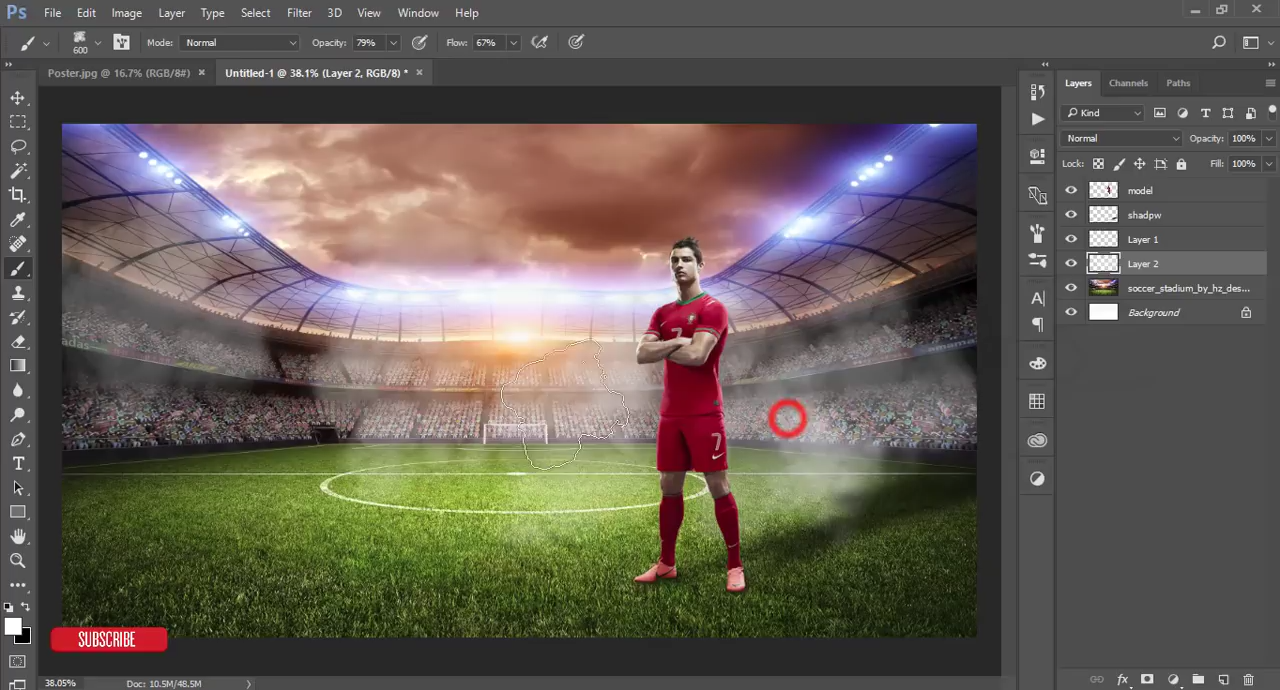 Ps File Edit Image Layer Type Select Filter 3D View Window Help
600 Mode: Normal Opacity: 79% Flow: 67%
Poster.jpg @ 16.7% (RGB/8#) × Untitled-1 @ 38.1% (Layer 2, RGB/8) * ×
Layers Channels Paths
Kind
Normal Opacity: 100%
Lock: Fill: 100%
model
shadpw
Layer 1
Layer 2
soccer_stadium_by_hz_des...
Background
7
7
SUBSCRIBE
38.05% Doc: 10.5M/48.5M